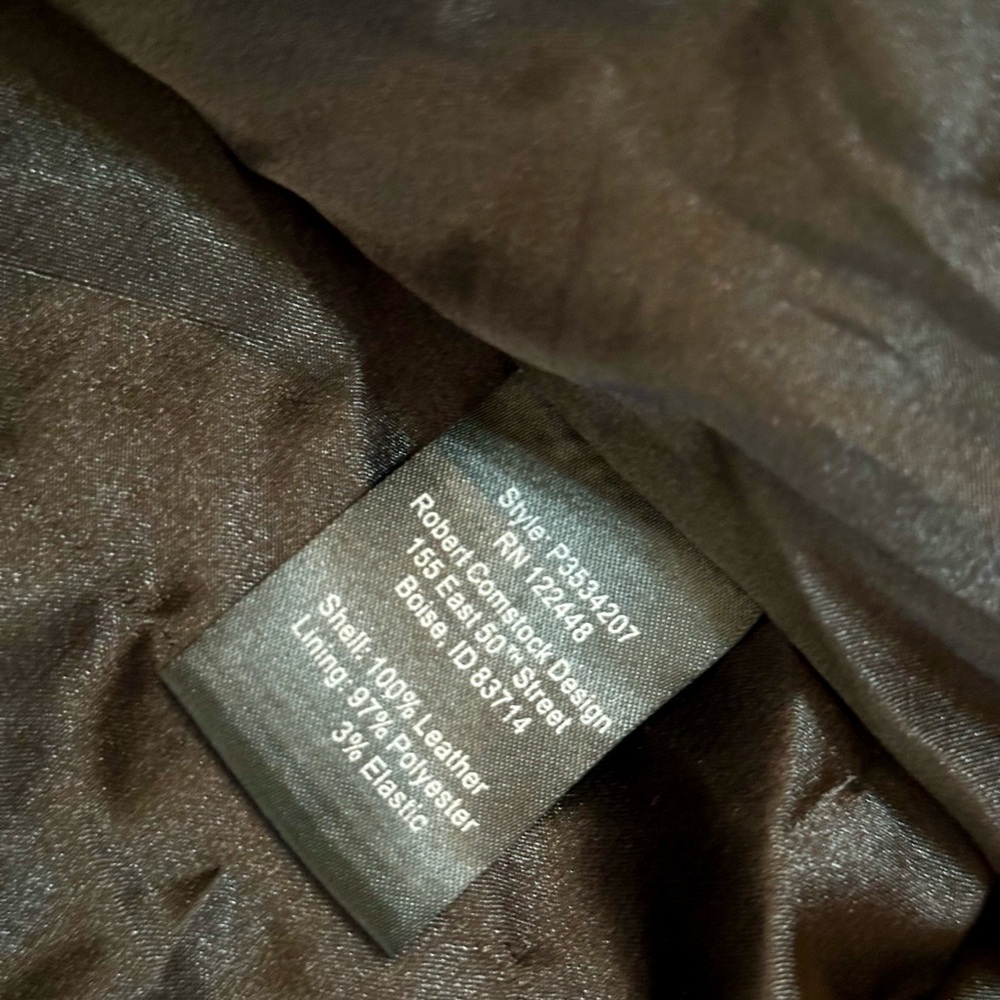 Style: P3534207
RN 122448
Robert Comstock Design
155 East 50ᵀᴴ Street
Boise, ID 83714
Shell: 100% Leather
Lining: 97% Polyester
3% Elastic